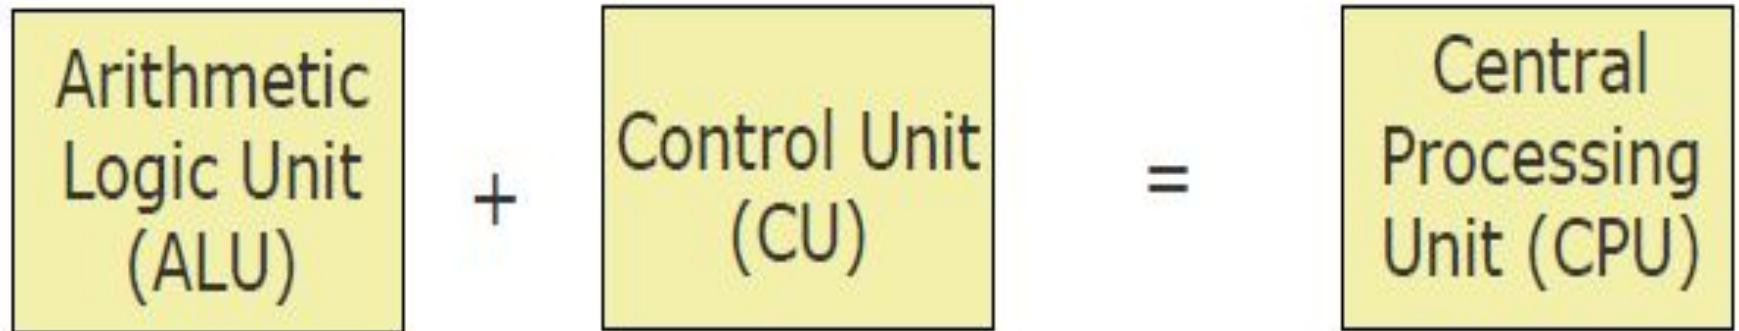 Arithmetic
Logic Unit
(ALU)
+
Control Unit
(CU)
=
Central
Processing
Unit (CPU)